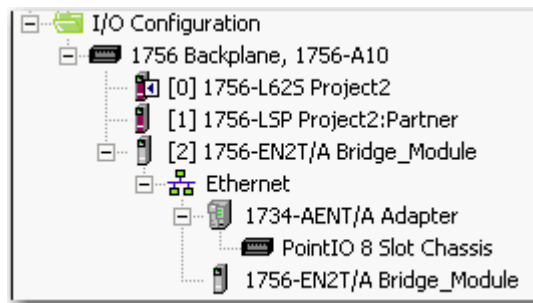 I/O Configuration
1756 Backplane, 1756-A10
[0] 1756-L62S Project2
[1] 1756-LSP Project2:Partner
[2] 1756-EN2T/A Bridge_Module
Ethernet
1734-AENT/A Adapter
PointIO 8 Slot Chassis
1756-EN2T/A Bridge_Module